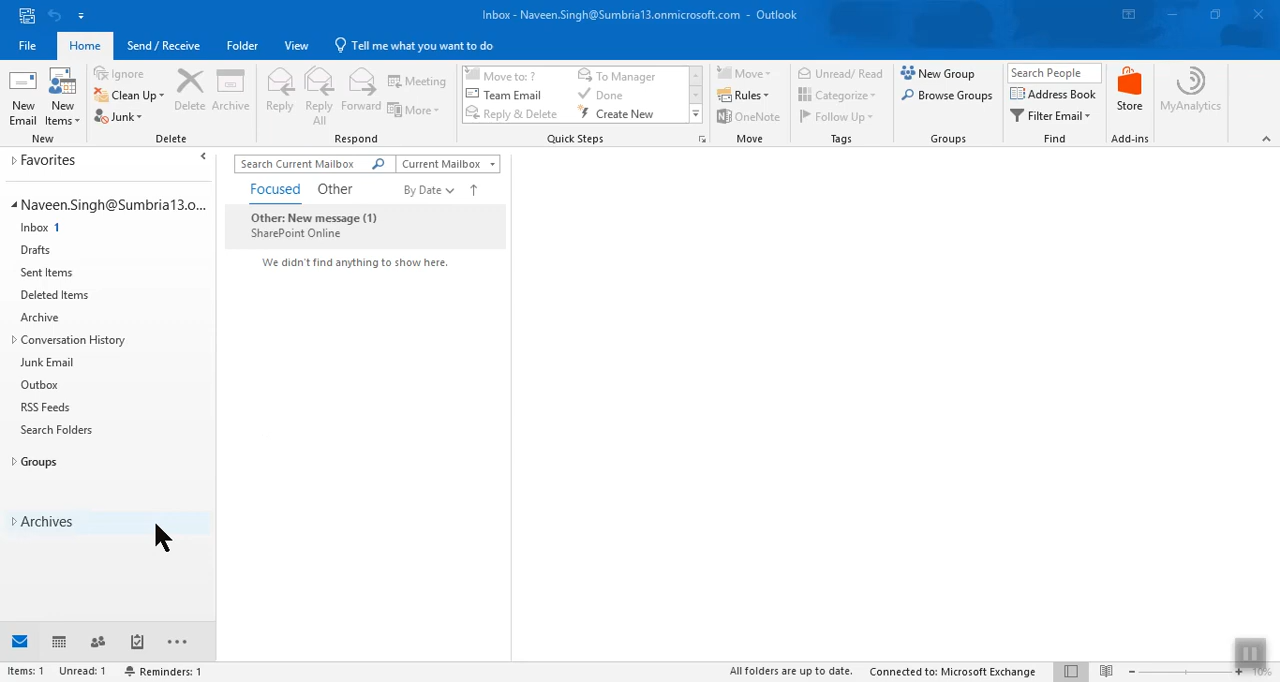 Inbox - Naveen.Singh@Sumbria13.onmicrosoft.com - Outlook
File Home Send / Receive Folder View Tell me what you want to do
New Email
New Items
New
Ignore
Clean Up
Junk
Delete
Archive
Delete
Reply
Reply All
Forward
Meeting
More
Respond
Move to: ?
To Manager
Team Email
Done
Reply & Delete
Create New
Quick Steps
Move
Rules
OneNote
Move
Unread/ Read
Categorize
Follow Up
Tags
New Group
Browse Groups
Groups
Search People
Address Book
Filter Email
Find
Store
Add-ins
MyAnalytics
Favorites
Naveen.Singh@Sumbria13.o...
Inbox 1
Drafts
Sent Items
Deleted Items
Archive
Conversation History
Junk Email
Outbox
RSS Feeds
Search Folders
Groups
Archives
Search Current Mailbox
Current Mailbox
Focused Other By Date
Other: New message (1)
SharePoint Online
We didn't find anything to show here.
Items: 1 Unread: 1 Reminders: 1 All folders are up to date. Connected to: Microsoft Exchange